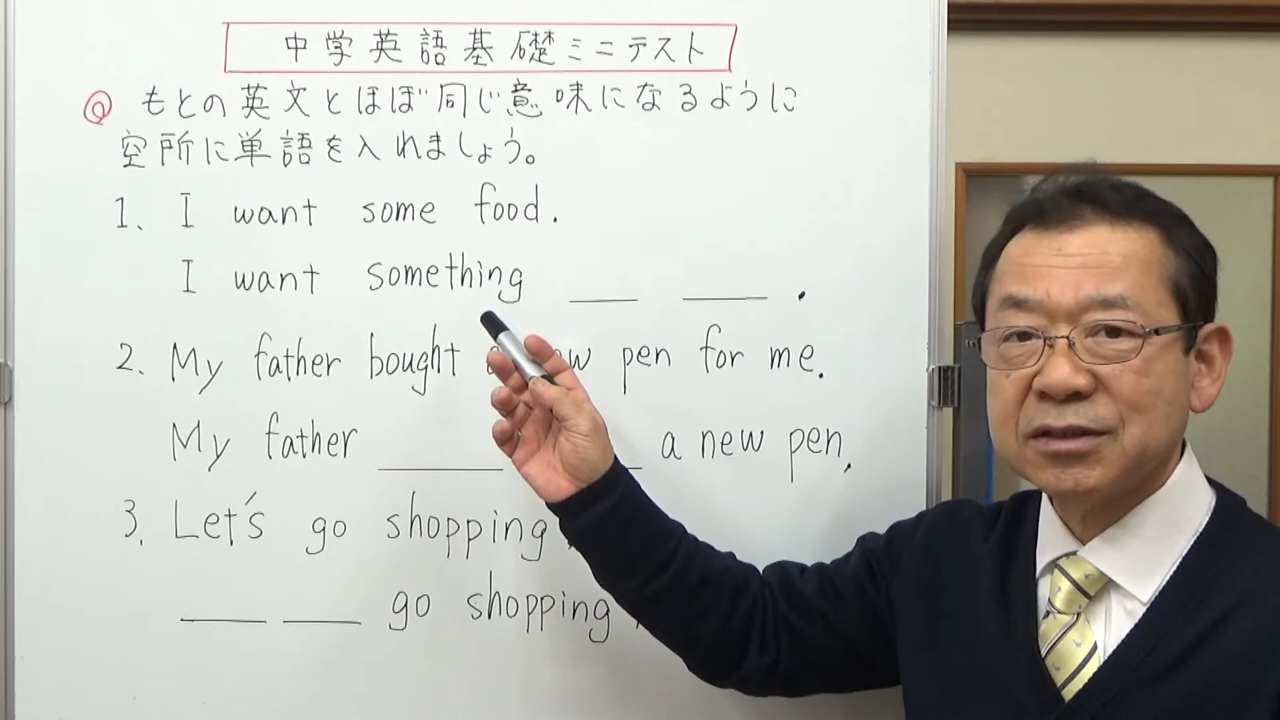 中学英語基礎ミニテスト
Q もとの英文とほぼ同じ意味になるように
空所に単語を入れましょう。
1. I want some food.
I want something ___ ___ .
2. My father bought pen for me.
My father ___ ___ a new pen.
3. Let's go shopping
___ ___ go shopping